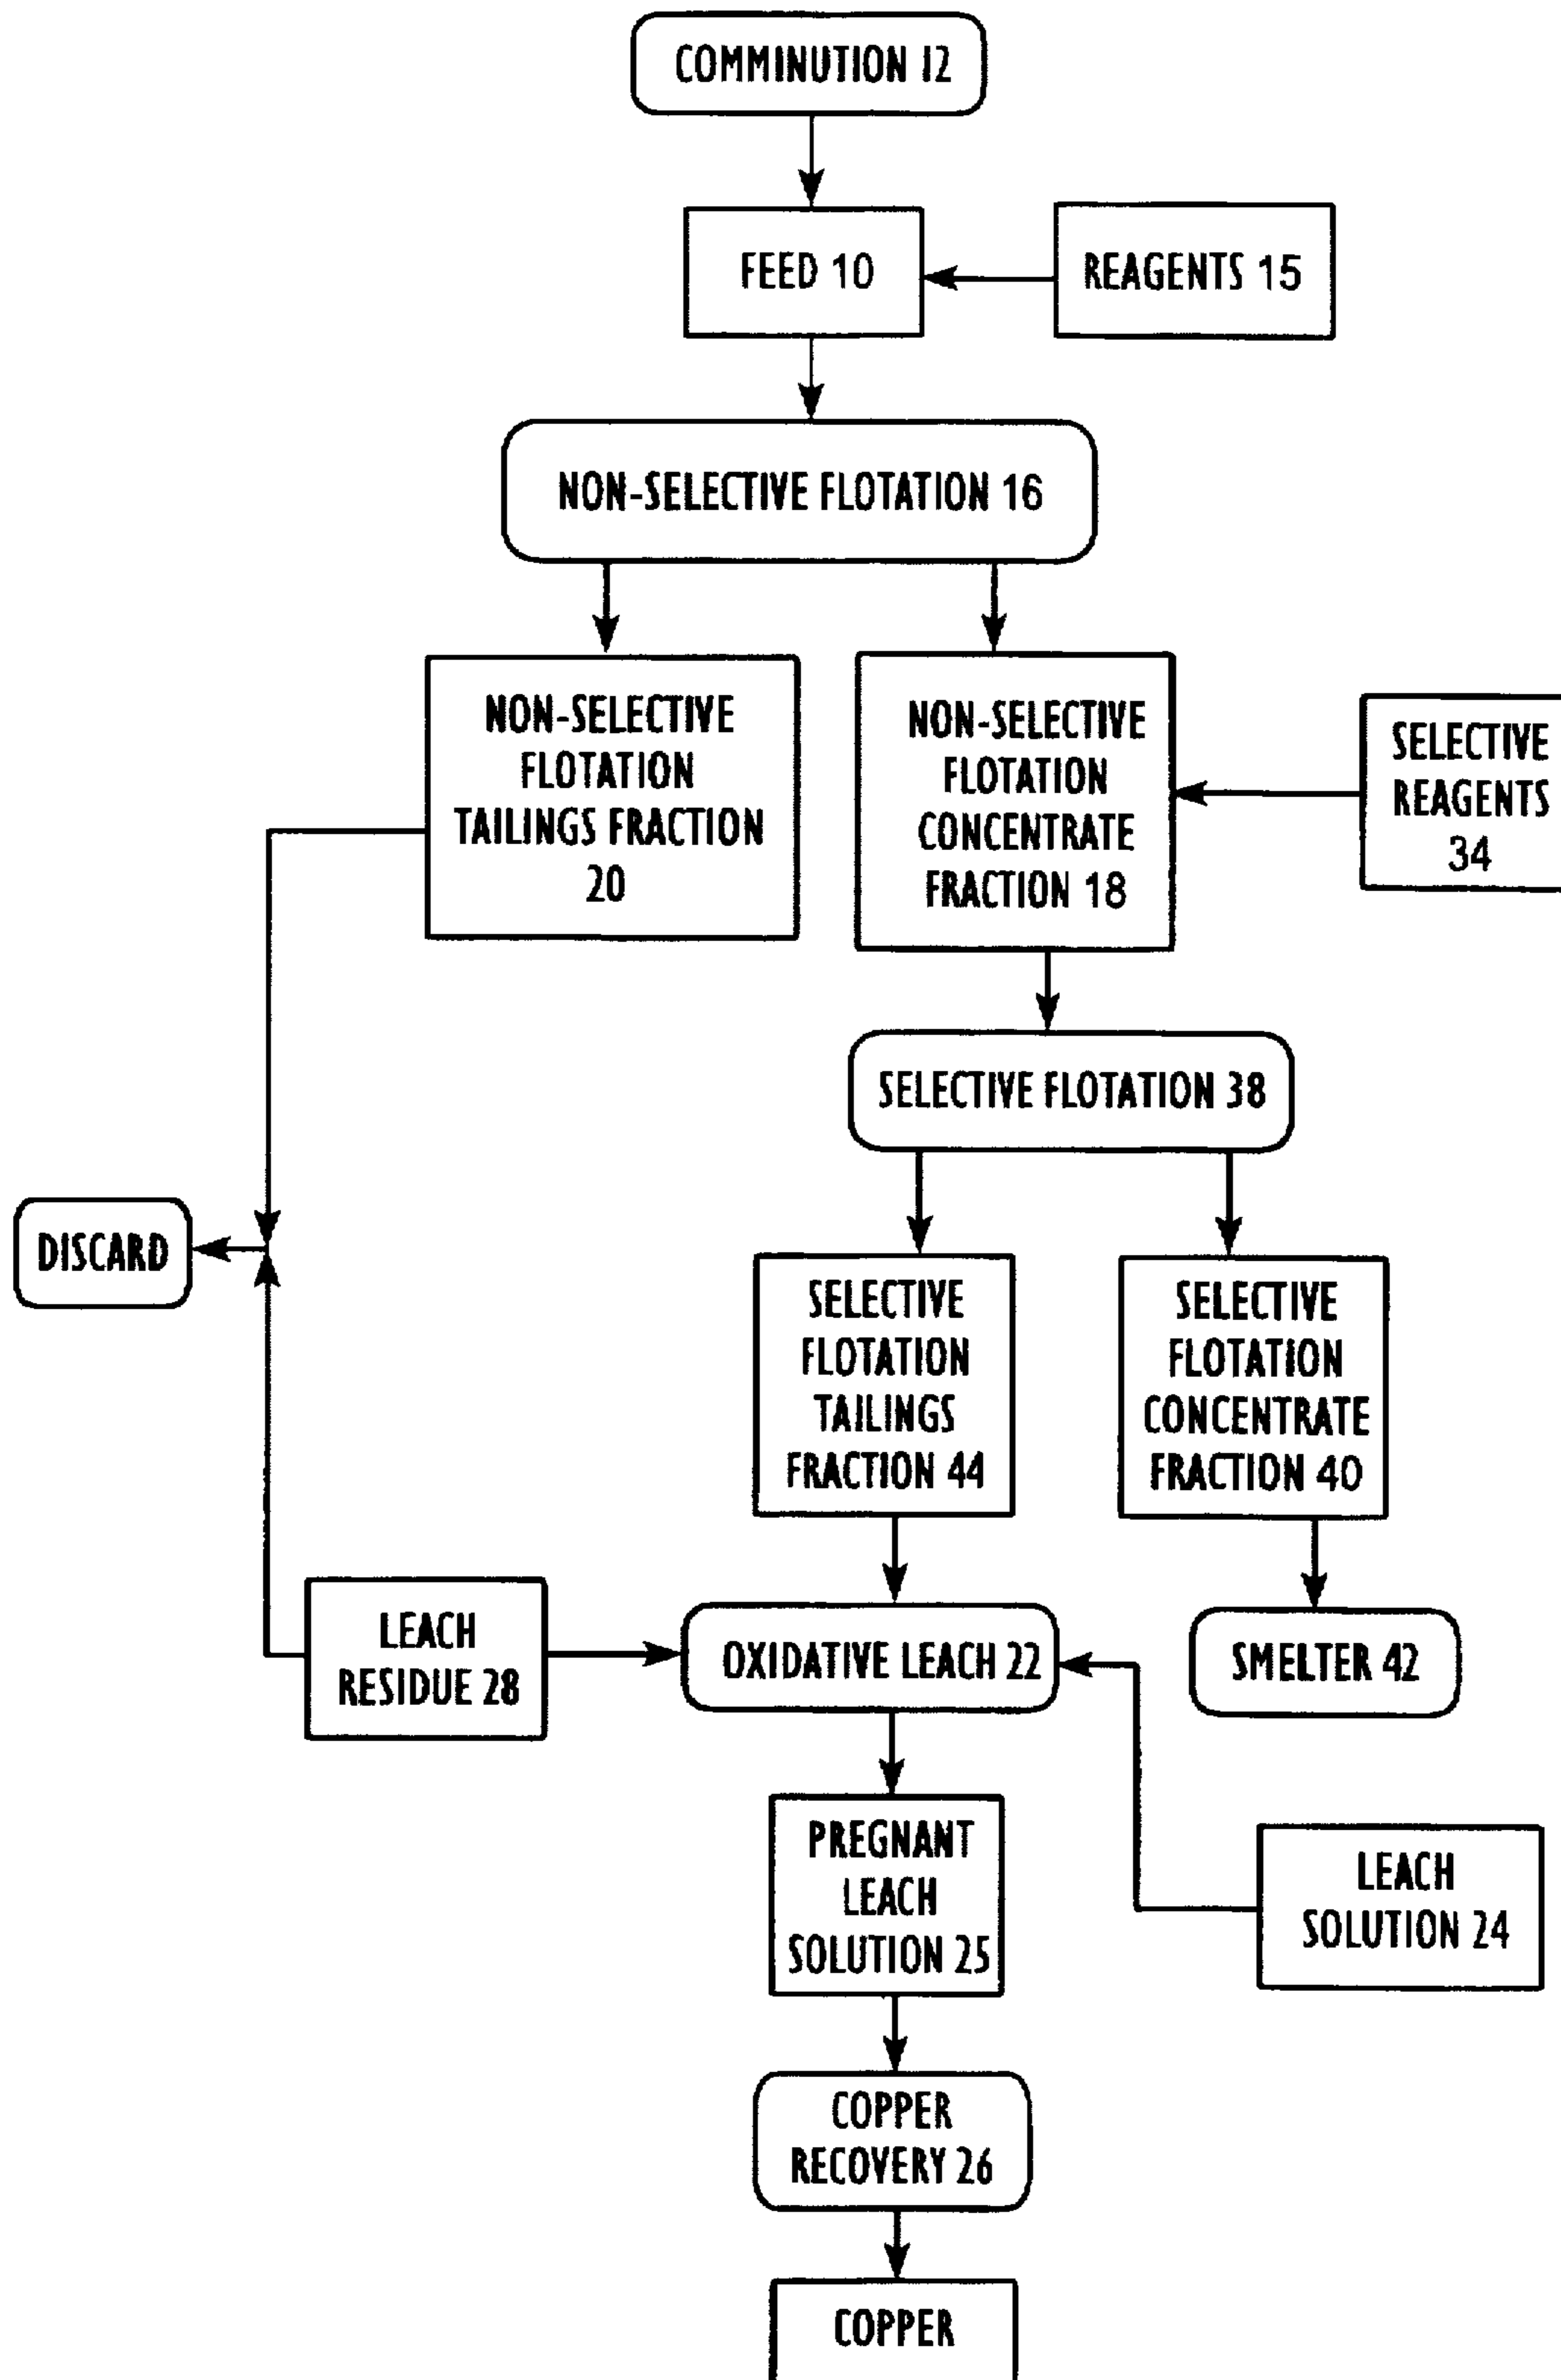 COMMINUTION 12
FEED 10
REAGENTS 15
NON-SELECTIVE FLOTATION 16
NON-SELECTIVE
FLOTATION
TAILINGS FRACTION
20
NON-SELECTIVE
FLOTATION
CONCENTRATE
FRACTION 18
SELECTIVE
REAGENTS
34
SELECTIVE FLOTATION 38
DISCARD
SELECTIVE
FLOTATION
TAILINGS
FRACTION 44
SELECTIVE
FLOTATION
CONCENTRATE
FRACTION 40
LEACH
RESIDUE 28
OXIDATIVE LEACH 22
SMELTER 42
PREGNANT
LEACH
SOLUTION 25
LEACH
SOLUTION 24
COPPER
RECOVERY 26
COPPER